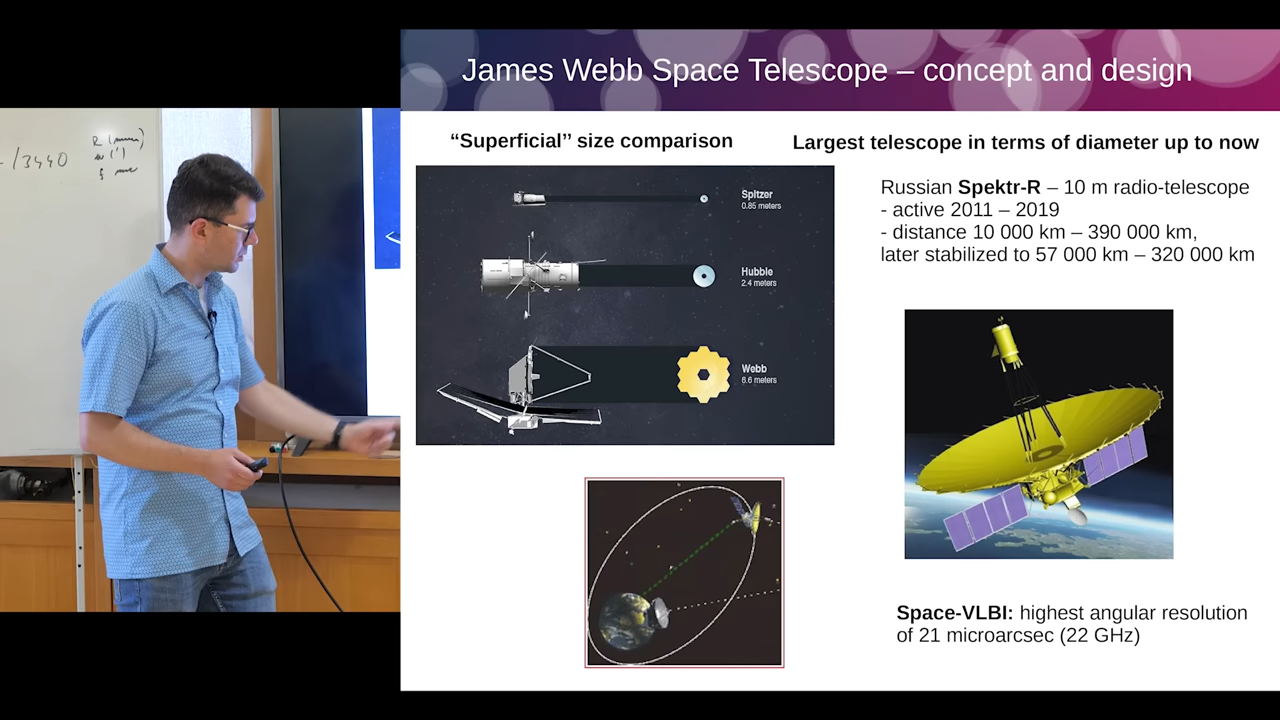 James Webb Space Telescope – concept and design
/3440
“Superficial’’ size comparison
Spitzer
0.85 meters
Hubble
2.4 meters
Webb
6.6 meters
Largest telescope in terms of diameter up to now
Russian Spektr-R – 10 m radio-telescope
- active 2011 – 2019
- distance 10 000 km – 390 000 km,
later stabilized to 57 000 km – 320 000 km
Space-VLBI: highest angular resolution
of 21 microarcsec (22 GHz)